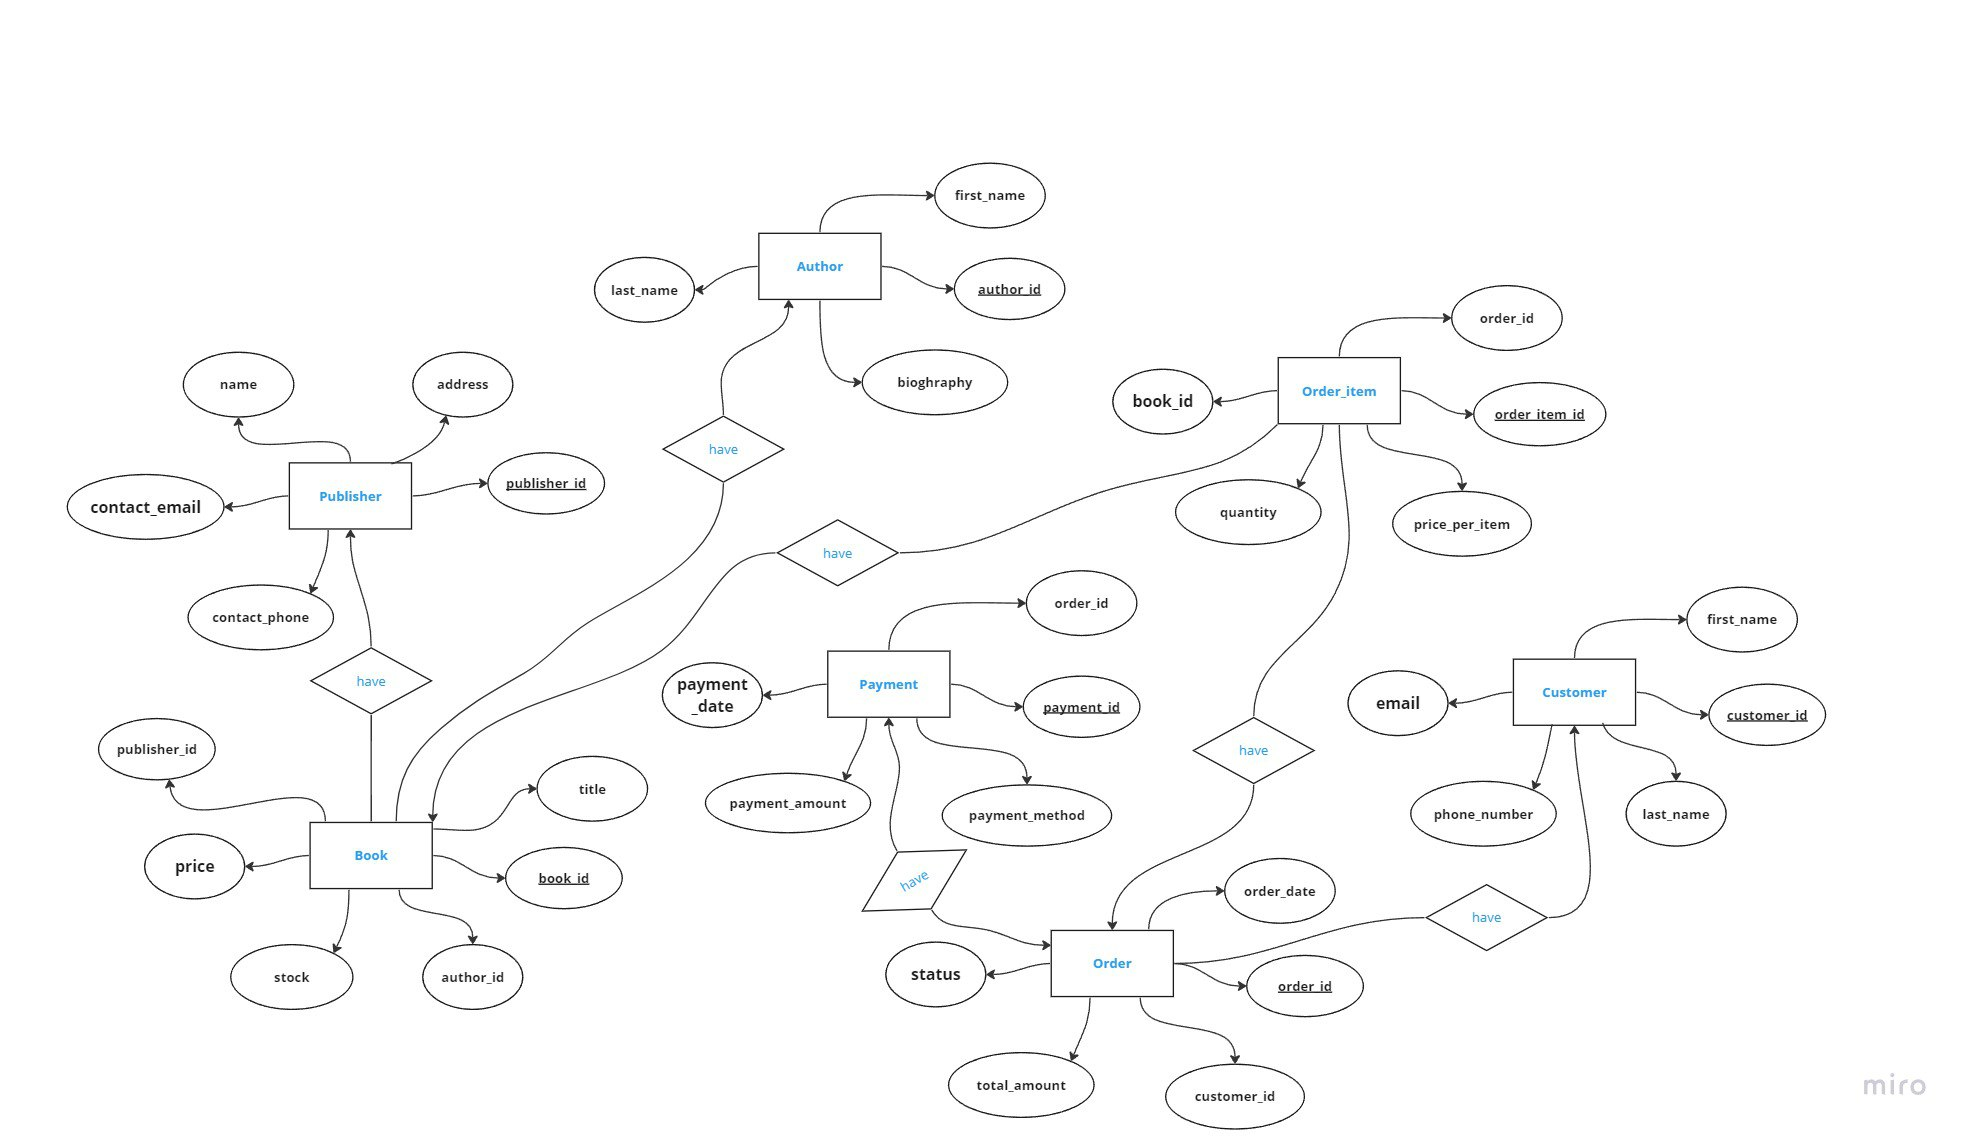 first_name
Author
last_name
author_id
bioghraphy
have
name
address
Publisher
publisher_id
contact_email
contact_phone
have
order_id
Order_item
book_id
order_item_id
quantity
price_per_item
have
order_id
Payment
payment
_date
payment_id
payment_amount
payment_method
have
have
first_name
Customer
email
customer_id
phone_number
last_name
have
publisher_id
title
Book
price
book_id
stock
author_id
order_date
Order
status
order_id
total_amount
customer_id
miro